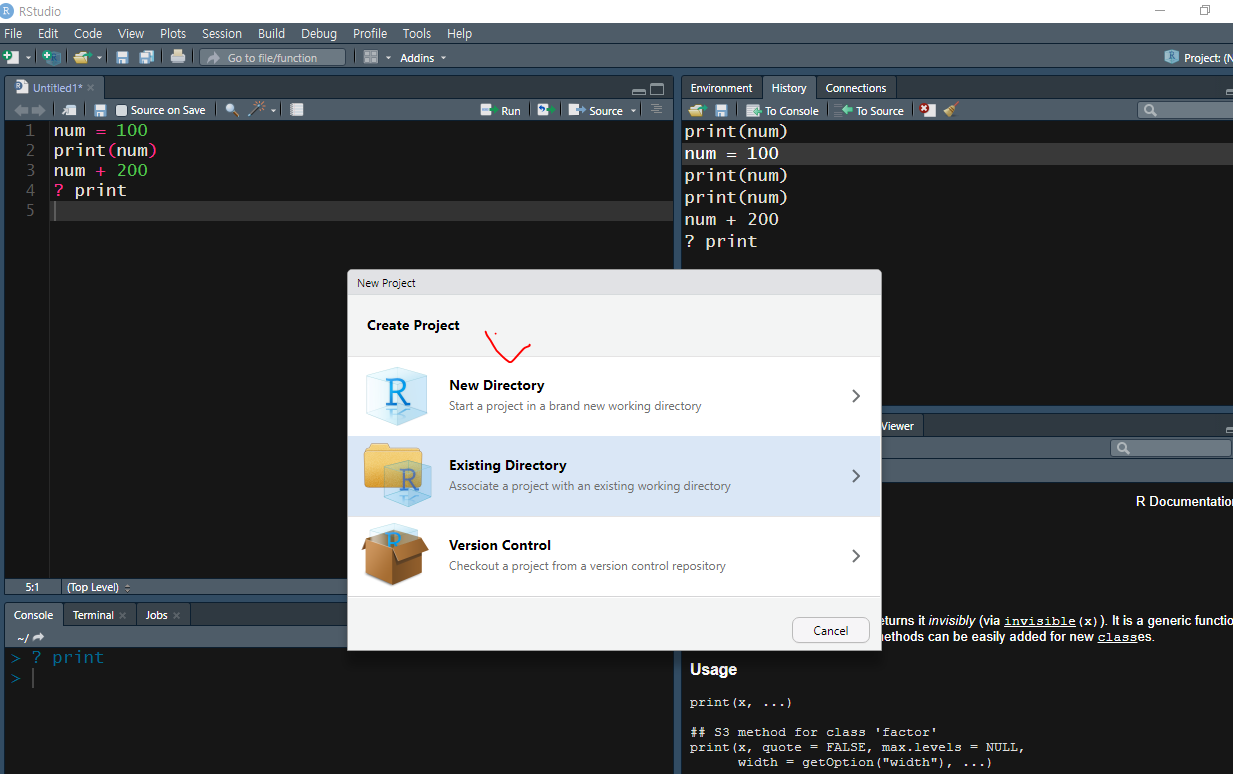 RStudio
File Edit Code View Plots Session Build Debug Profile Tools Help
Go to file/function Addins
Project: (N
Untitled1*
Source on Save Run Source
1 num = 100
2 print(num)
3 num + 200
4 ? print
5
5:1 (Top Level)
Console Terminal Jobs
~/
> ? print
>
Environment History Connections
To Console To Source
print(num)
num = 100
print(num)
print(num)
num + 200
? print
New Project
Create Project
New Directory
Start a project in a brand new working directory
Existing Directory
Associate a project with an existing working directory
Version Control
Checkout a project from a version control repository
Cancel
Viewer
R Documentation
eturns it invisibly (via invisible(x)). It is a generic functio
ethods can be easily added for new classes.
Usage
print(x, ...)
## S3 method for class 'factor'
print(x, quote = FALSE, max.levels = NULL,
width = getOption("width"), ...)